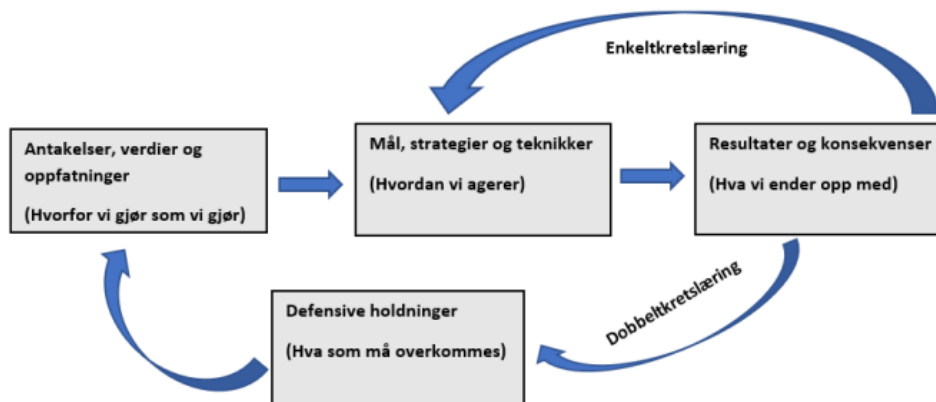 Enkeltkretslæring
Antakelser, verdier og
oppfatninger
(Hvorfor vi gjør som vi gjør)
Mål, strategier og teknikker
(Hvordan vi agerer)
Resultater og konsekvenser
(Hva vi ender opp med)
Dobbeltkretslæring
Defensive holdninger
(Hva som må overkommes)